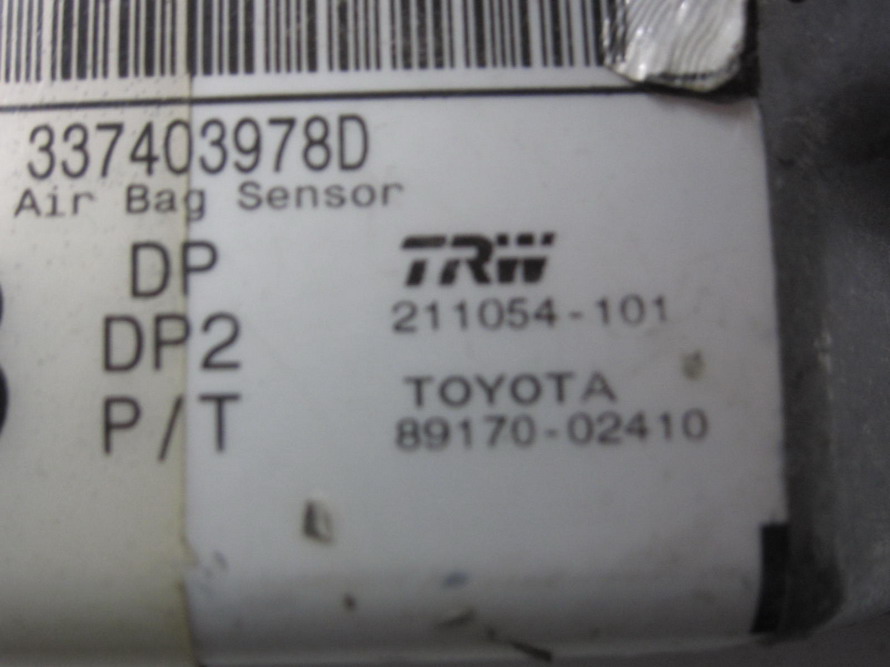 337403978D
Air Bag Sensor
DP
DP2
P/T
TRW
211054-101
TOYOTA
89170-02410